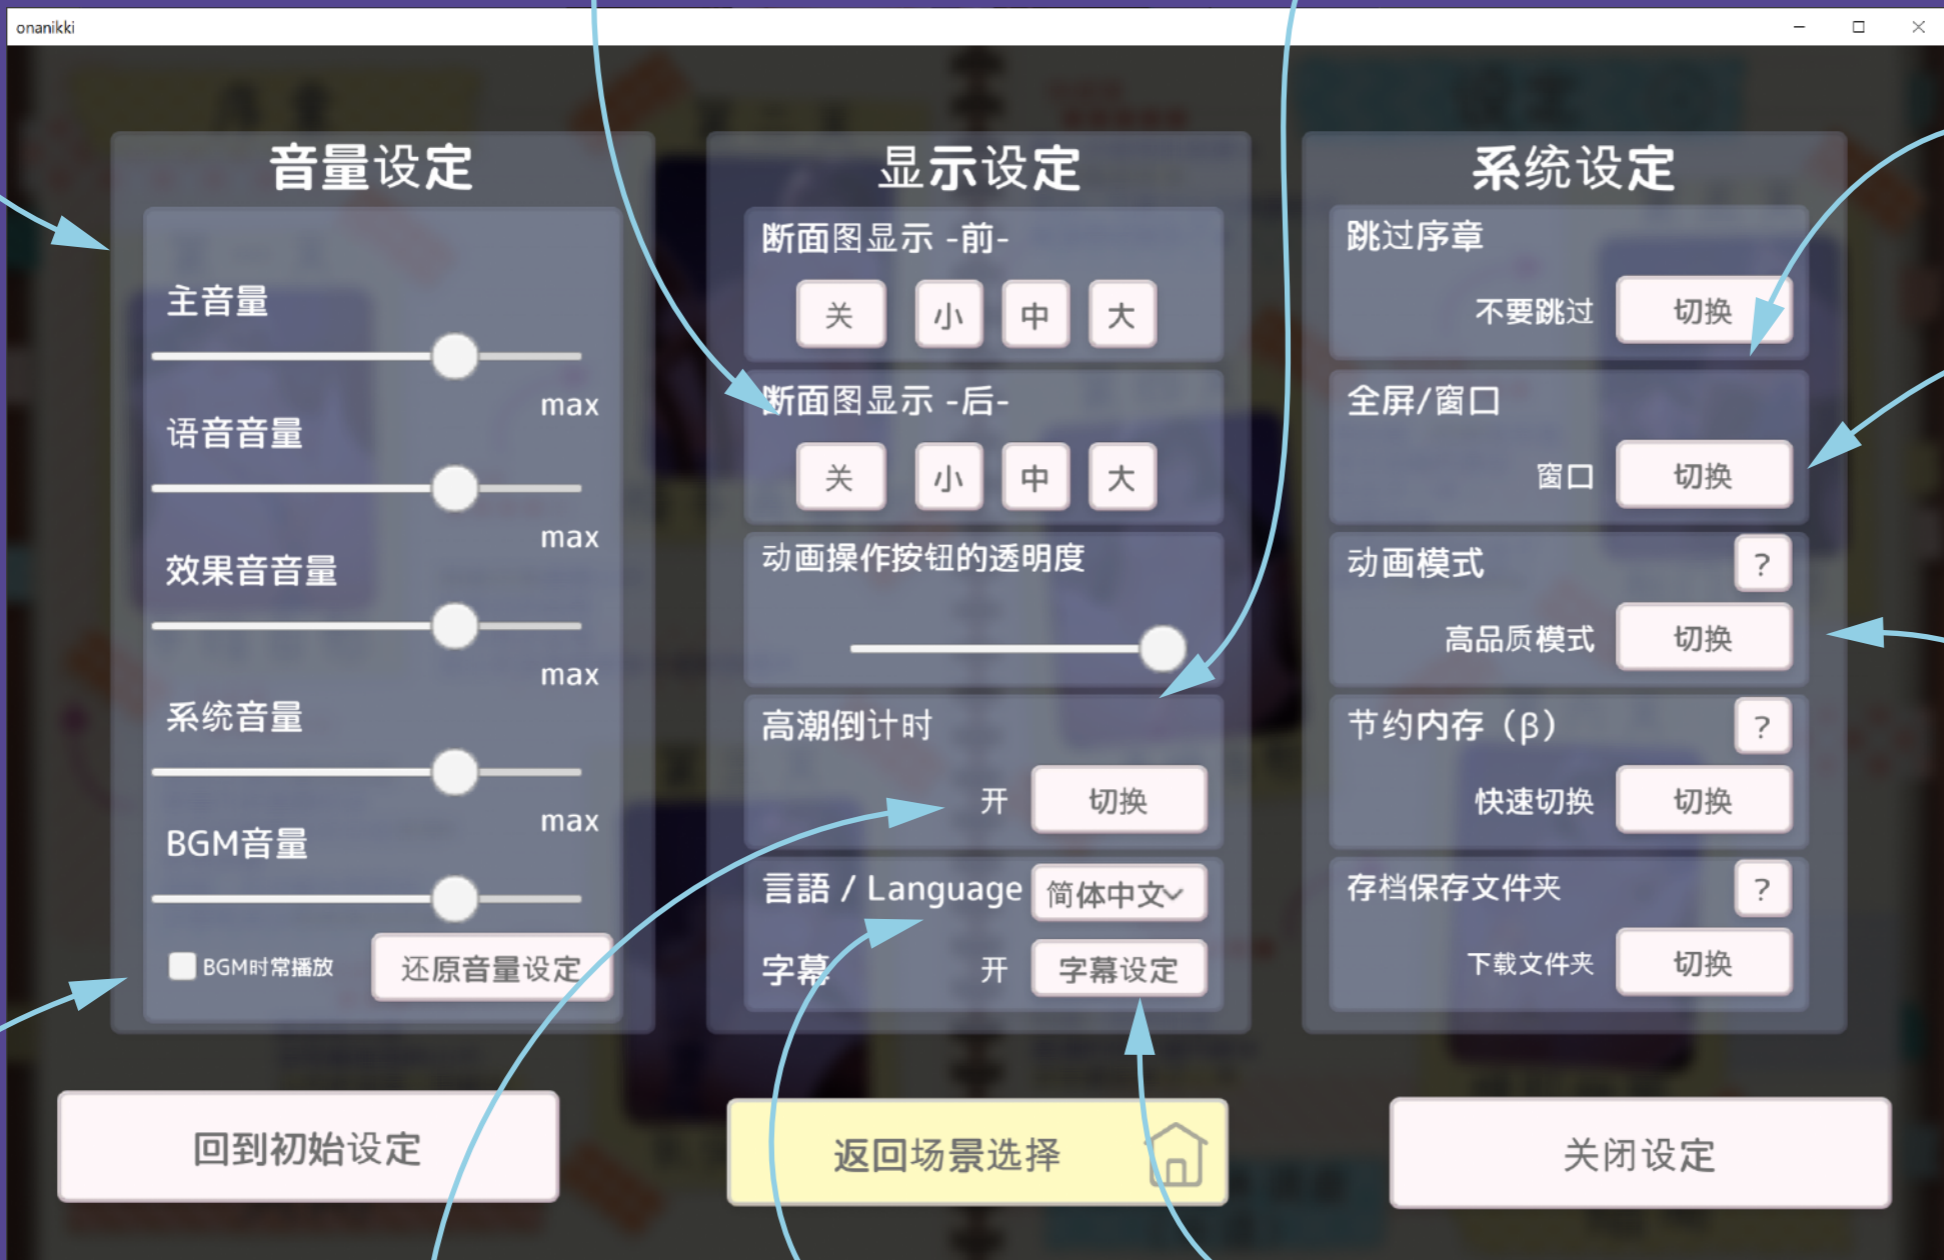 onanikki
音量设定
主音量
max
语音音量
max
效果音音量
max
系统音量
max
BGM音量
BGM时常播放
还原音量设定
显示设定
断面图显示 -前-
关 小 中 大
断面图显示 -后-
关 小 中 大
动画操作按钮的透明度
高潮倒计时
开 切换
言語 / Language 简体中文
字幕 开 字幕设定
系统设定
跳过序章
不要跳过 切换
全屏/窗口
窗口 切换
动画模式 ?
高品质模式 切换
节约内存（β） ?
快速切换 切换
存档保存文件夹 ?
下载文件夹 切换
回到初始设定
返回场景选择
关闭设定